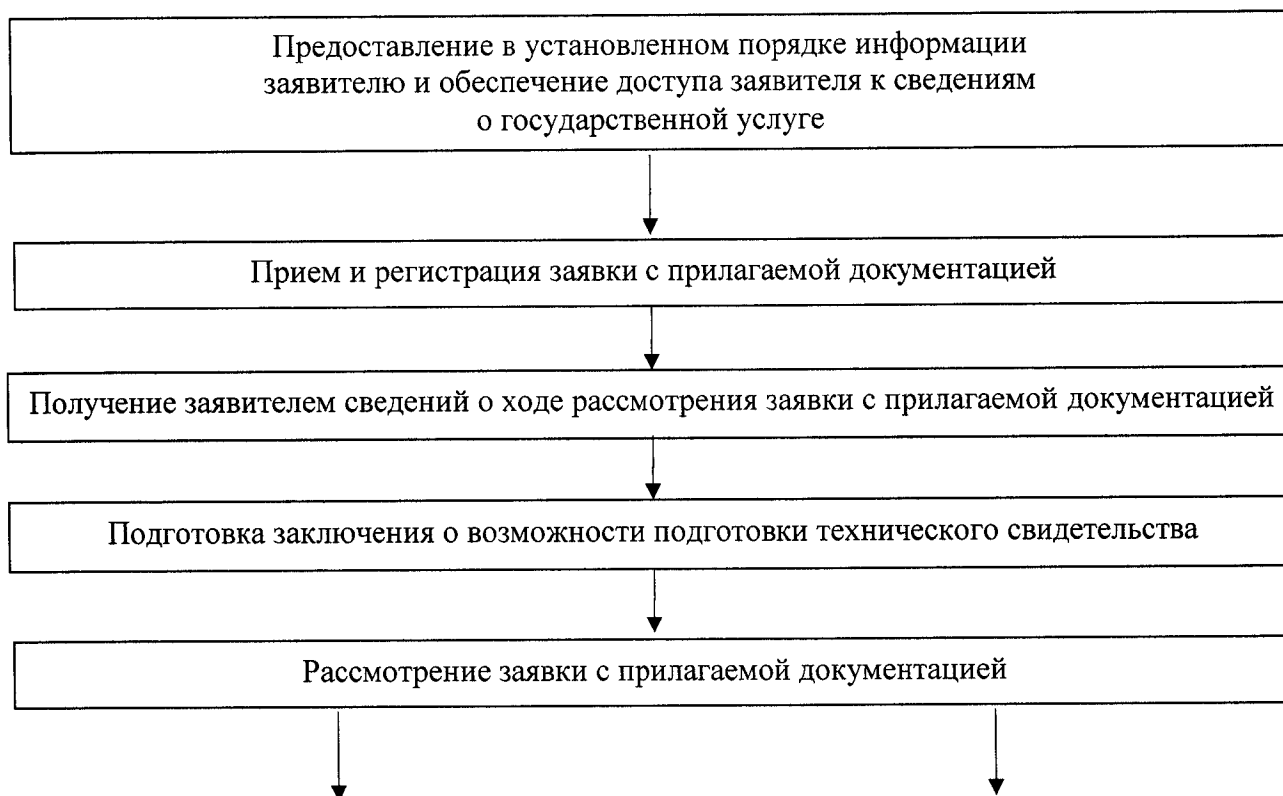 Предоставление в установленном порядке информации
заявителю и обеспечение доступа заявителя к сведениям
о государственной услуге
Прием и регистрация заявки с прилагаемой документацией
Получение заявителем сведений о ходе рассмотрения заявки с прилагаемой документацией
Подготовка заключения о возможности подготовки технического свидетельства
Рассмотрение заявки с прилагаемой документацией